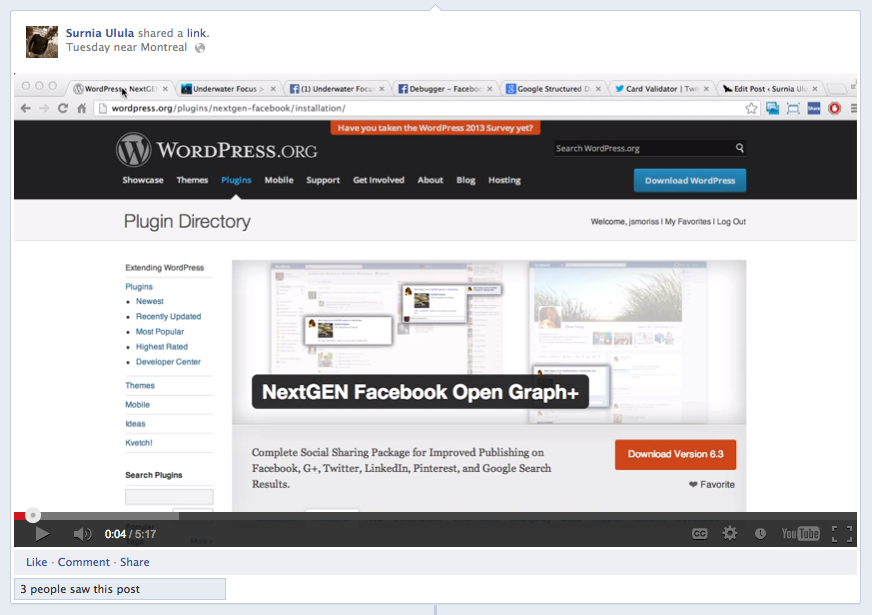 Surnia Ulula shared a link.
Tuesday near Montreal
WordPress › NextGEN
Underwater Focus »
(1) Underwater Focu
Debugger – Facebo
Google Structured D
Card Validator | Twi
Edit Post ‹ Surnia Ulu
wordpress.org/plugins/nextgen-facebook/installation/
Have you taken the WordPress 2013 Survey yet?
WORDPRESS.ORG
Search WordPress.org
Showcase Themes Plugins Mobile Support Get Involved About Blog Hosting
Download WordPress
Plugin Directory
Welcome, jsmoriss | My Favorites | Log Out
Extending WordPress
Plugins
Newest
Recently Updated
Most Popular
Highest Rated
Developer Center
Themes
Mobile
Ideas
Kvetch!
Search Plugins
NextGEN Facebook Open Graph+
Complete Social Sharing Package for Improved Publishing on
Facebook, G+, Twitter, LinkedIn, Pinterest, and Google Search
Results.
Download Version 6.3
Favorite
Tags
More »
0:04 / 5:17
CC
YouTube
Like · Comment · Share
3 people saw this post